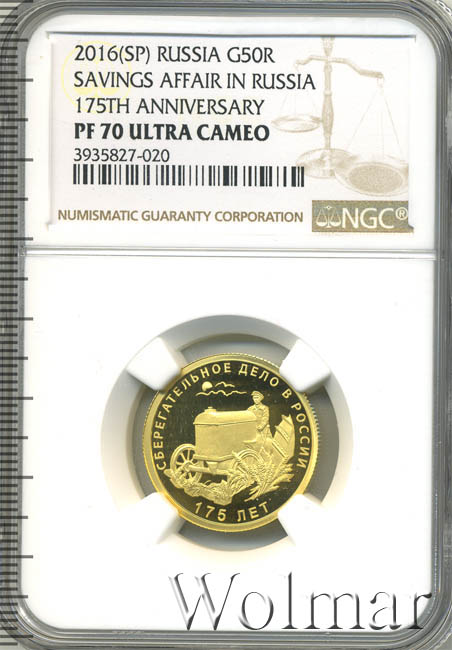 2016(SP) RUSSIA G50R
SAVINGS AFFAIR IN RUSSIA
175TH ANNIVERSARY
PF 70 ULTRA CAMEO
3935827-020
NUMISMATIC GUARANTY CORPORATION
NGC®
СБЕРЕГАТЕЛЬНОЕ ДЕЛО В РОССИИ
175 ЛЕТ
Wolmar